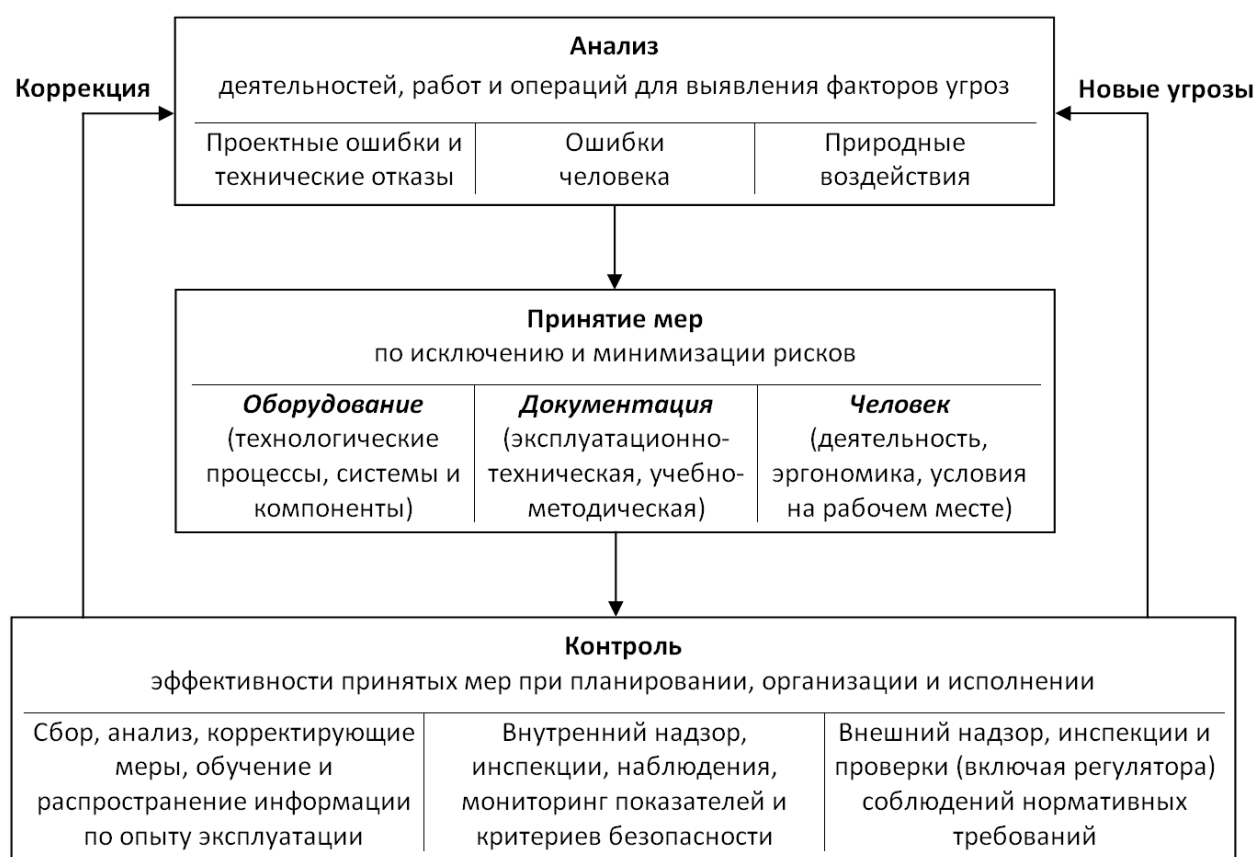 Анализ
деятельностей, работ и операций для выявления факторов угроз
Коррекция
Новые угрозы
Проектные ошибки и
технические отказы
Ошибки
человека
Природные
воздействия
Принятие мер
по исключению и минимизации рисков
Оборудование
(технологические
процессы, системы и
компоненты)
Документация
(эксплуатационно-
техническая, учебно-
методическая)
Человек
(деятельность,
эргономика, условия
на рабочем месте)
Контроль
эффективности принятых мер при планировании, организации и исполнении
Сбор, анализ, корректирующие
меры, обучение и
распространение информации
по опыту эксплуатации
Внутренний надзор,
инспекции, наблюдения,
мониторинг показателей и
критериев безопасности
Внешний надзор, инспекции и
проверки (включая регулятора)
соблюдений нормативных
требований